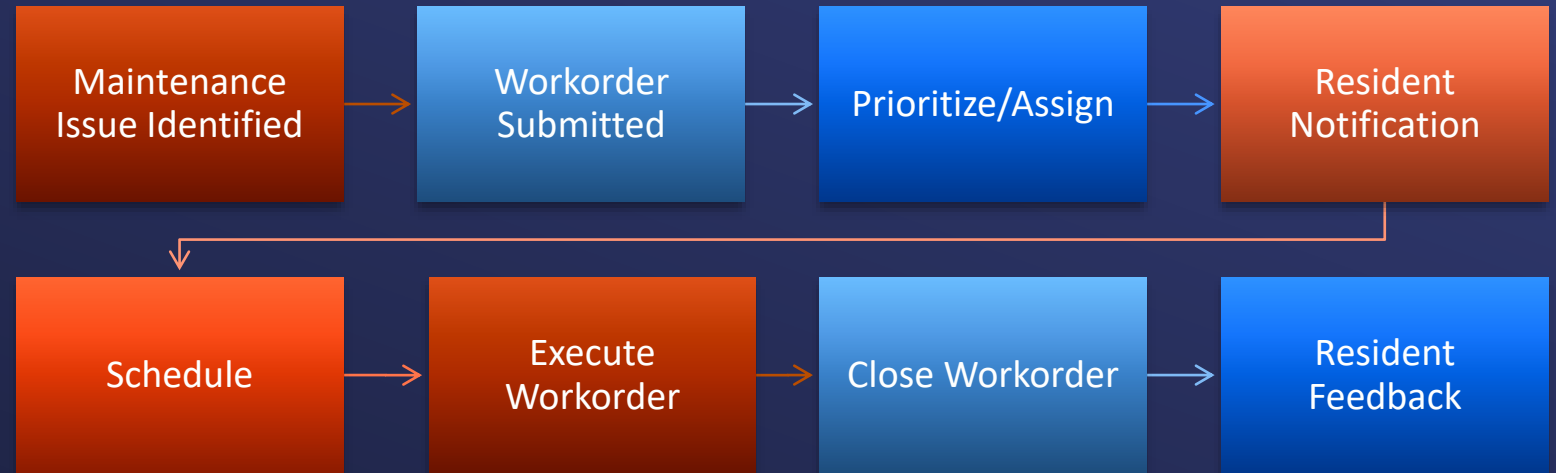 Maintenance
Issue Identified
Workorder
Submitted
Prioritize/Assign
Resident
Notification
Schedule
Execute
Workorder
Close Workorder
Resident
Feedback